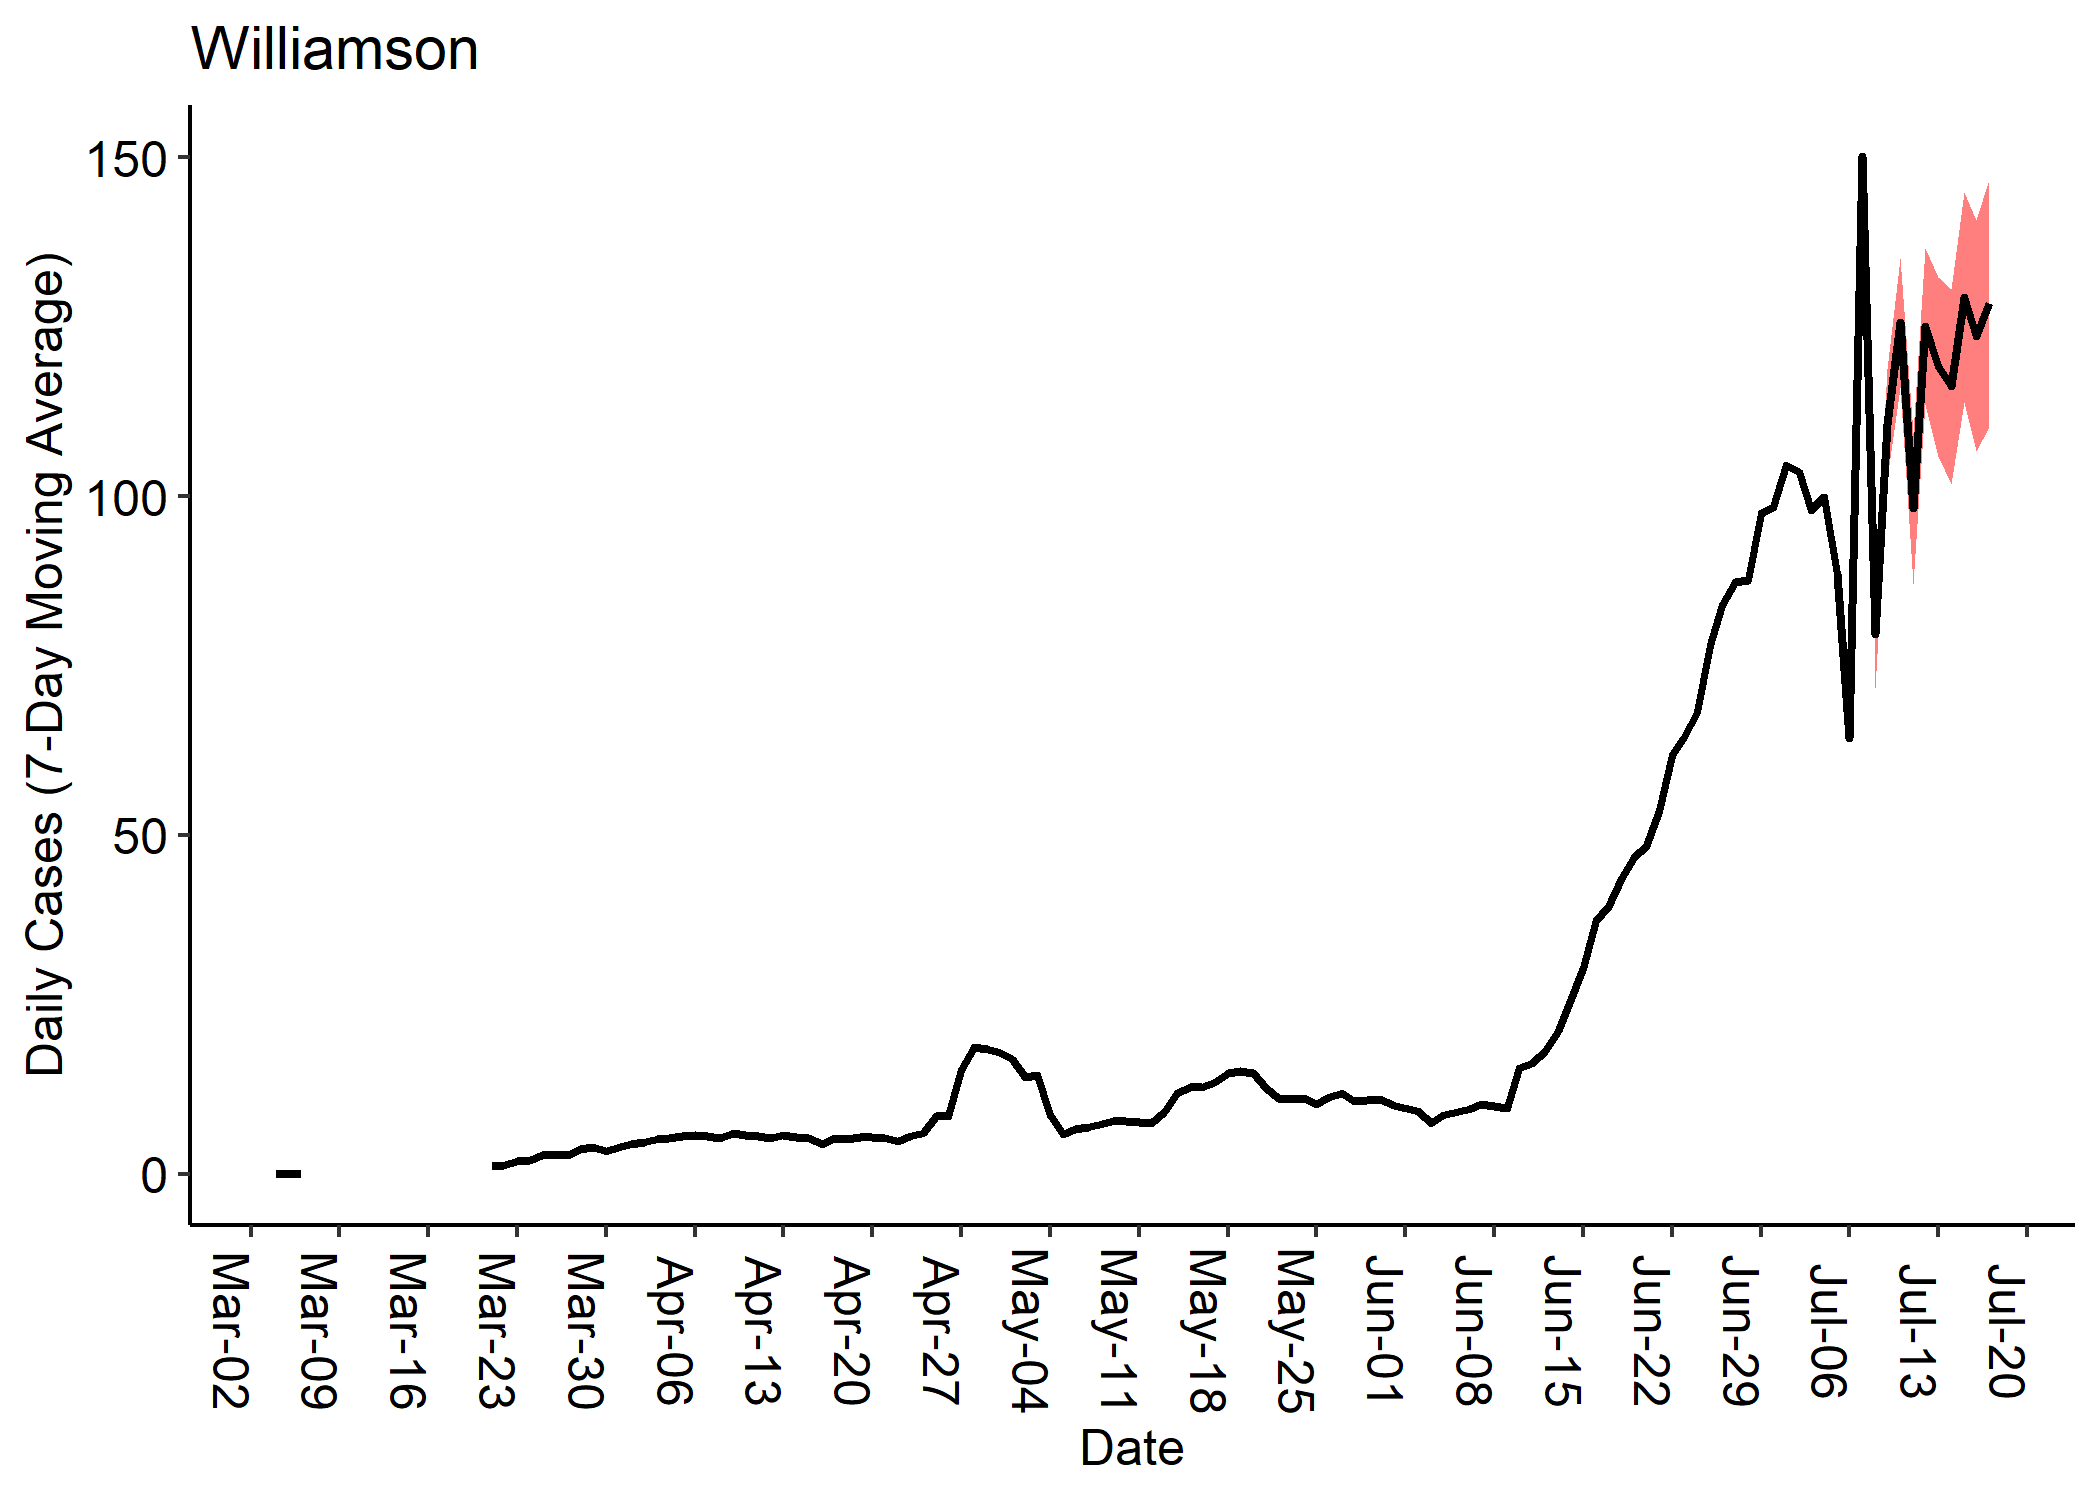 Williamson
Daily Cases (7-Day Moving Average)
150
100
50
0
Mar-02
Mar-09
Mar-16
Mar-23
Mar-30
Apr-06
Apr-13
Apr-20
Apr-27
May-04
May-11
May-18
May-25
Jun-01
Jun-08
Jun-15
Jun-22
Jun-29
Jul-06
Jul-13
Jul-20
Date